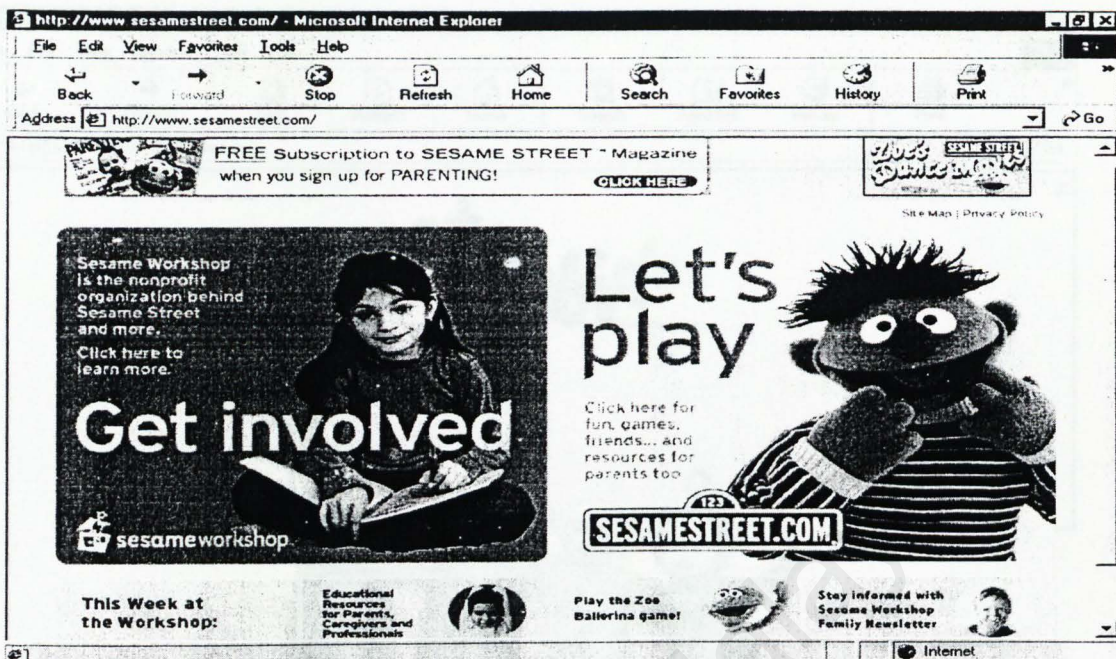 http://www.sesamestreet.com/ - Microsoft Internet Explorer
File Edit View Favorites Tools Help
Back Forward Stop Refresh Home Search Favorites History Print
Address http://www.sesamestreet.com/ Go
PARENTING
FREE Subscription to SESAME STREET ™ Magazine
when you sign up for PARENTING!
CLICK HERE
Zoe's SESAME STREET
Dance
Site Map | Privacy Policy
Sesame Workshop
is the nonprofit
organization behind
Sesame Street
and more.
Click here to
learn more.
Get involved
sesameworkshop
Let's
play
Click here for
fun, games,
friends... and
resources for
parents too
123
SESAMESTREET.COM
This Week at
the Workshop:
Educational
Resources
for Parents,
Caregivers and
Professionals
Play the Zoe
Ballerina game!
Stay informed with
Sesame Workshop
Family Newsletter
Internet